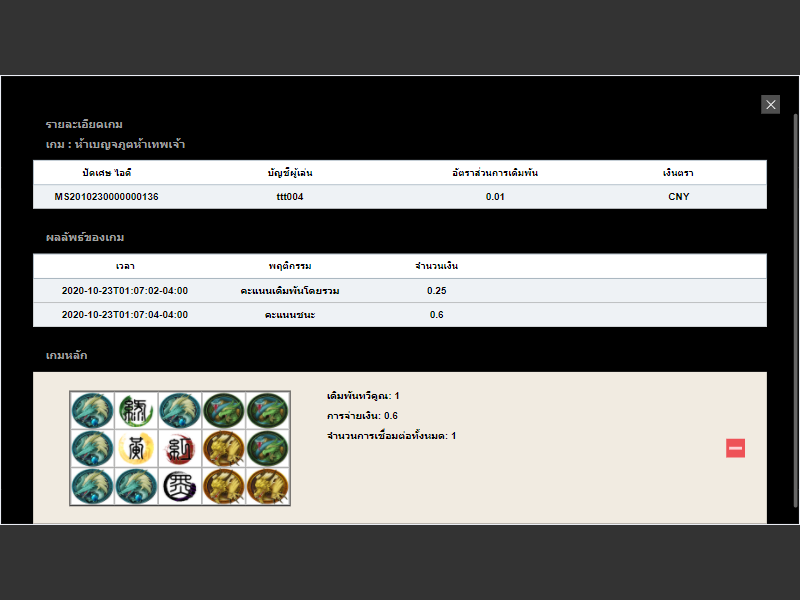 รายละเอียดเกม
เกม : ห้าเบญจภูตห้าเทพเจ้า
ปัดเศษ ไอดี บัญชีผู้เล่น อัตราส่วนการเดิมพัน เงินตรา
MS2010230000000136 ttt004 0.01 CNY
ผลลัพธ์ของเกม
เวลา พฤติกรรม จำนวนเงิน
2020-10-23T01:07:02-04:00 คะแนนเดิมพันโดยรวม 0.25
2020-10-23T01:07:04-04:00 คะแนนชนะ 0.6
เกมหลัก
เดิมพันทวีคูณ: 1
การจ่ายเงิน: 0.6
จำนวนการเชื่อมต่อทั้งหมด: 1